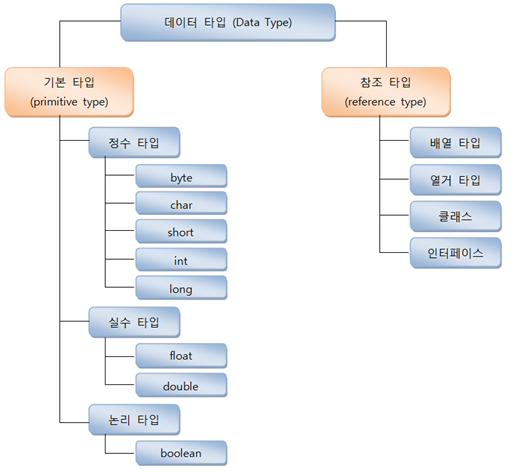 데이터 타입 (Data Type)
기본 타입
(primitive type)
정수 타입
byte
char
short
int
long
실수 타입
float
double
논리 타입
boolean
참조 타입
(reference type)
배열 타입
열거 타입
클래스
인터페이스